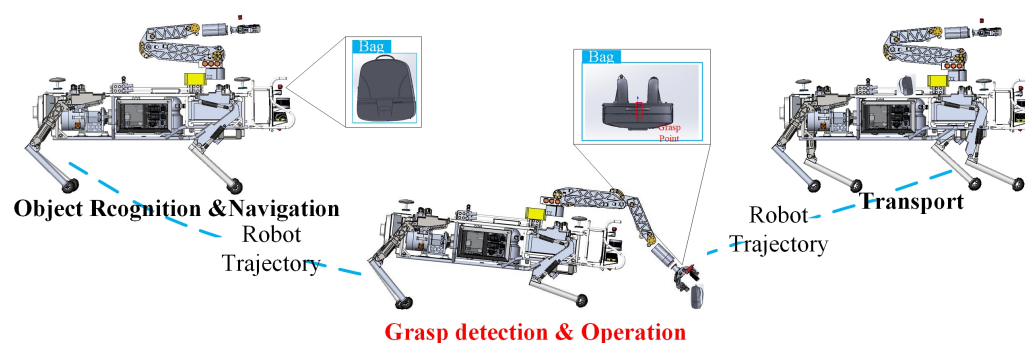 Bag
Bag
Grasp
Point
Object Rcognition &Navigation
Robot
Trajectory
Robot
Trajectory
Transport
Grasp detection & Operation